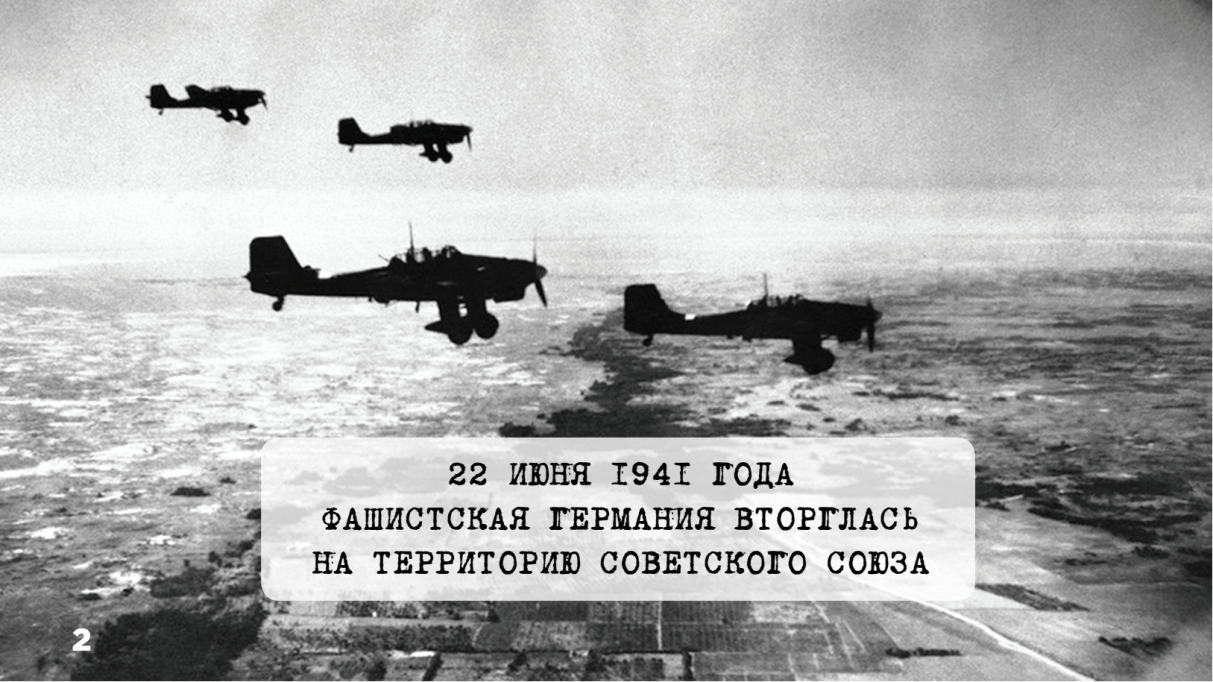 22 ИЮНЯ 1941 ГОДА
ФАШИСТСКАЯ ГЕРМАНИЯ ВТОРГЛАСЬ
НА ТЕРРИТОРИЮ СОВЕТСКОГО СОЮЗА
2